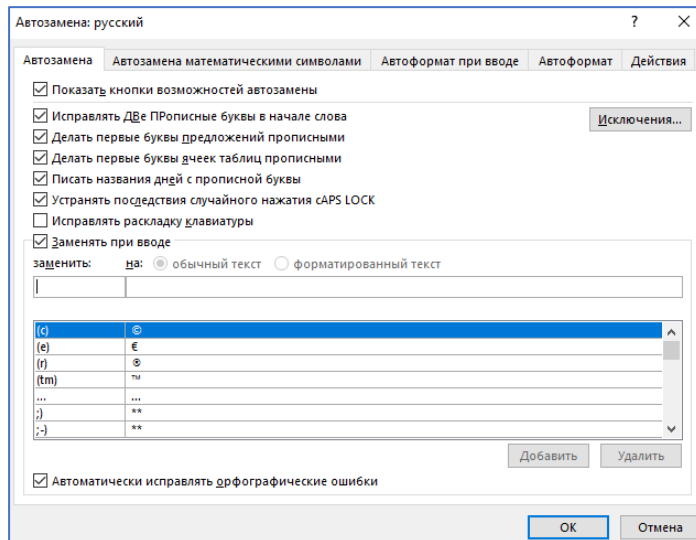 Автозамена: русский ? ×
Автозамена Автозамена математическими символами Автоформат при вводе Автоформат Действия
Показать кнопки возможностей автозамены
Исправлять ДВе ПРописные буквы в начале слова Исключения...
Делать первые буквы предложений прописными
Делать первые буквы ячеек таблиц прописными
Писать названия дней с прописной буквы
Устранять последствия случайного нажатия cAPS LOCK
Исправлять раскладку клавиатуры
Заменять при вводе
заменить: на: обычный текст форматированный текст
(c) ©
(e) €
(r) ®
(tm) ™
... ...
;) **
;-) **
Добавить Удалить
Автоматически исправлять орфографические ошибки
ОК Отмена